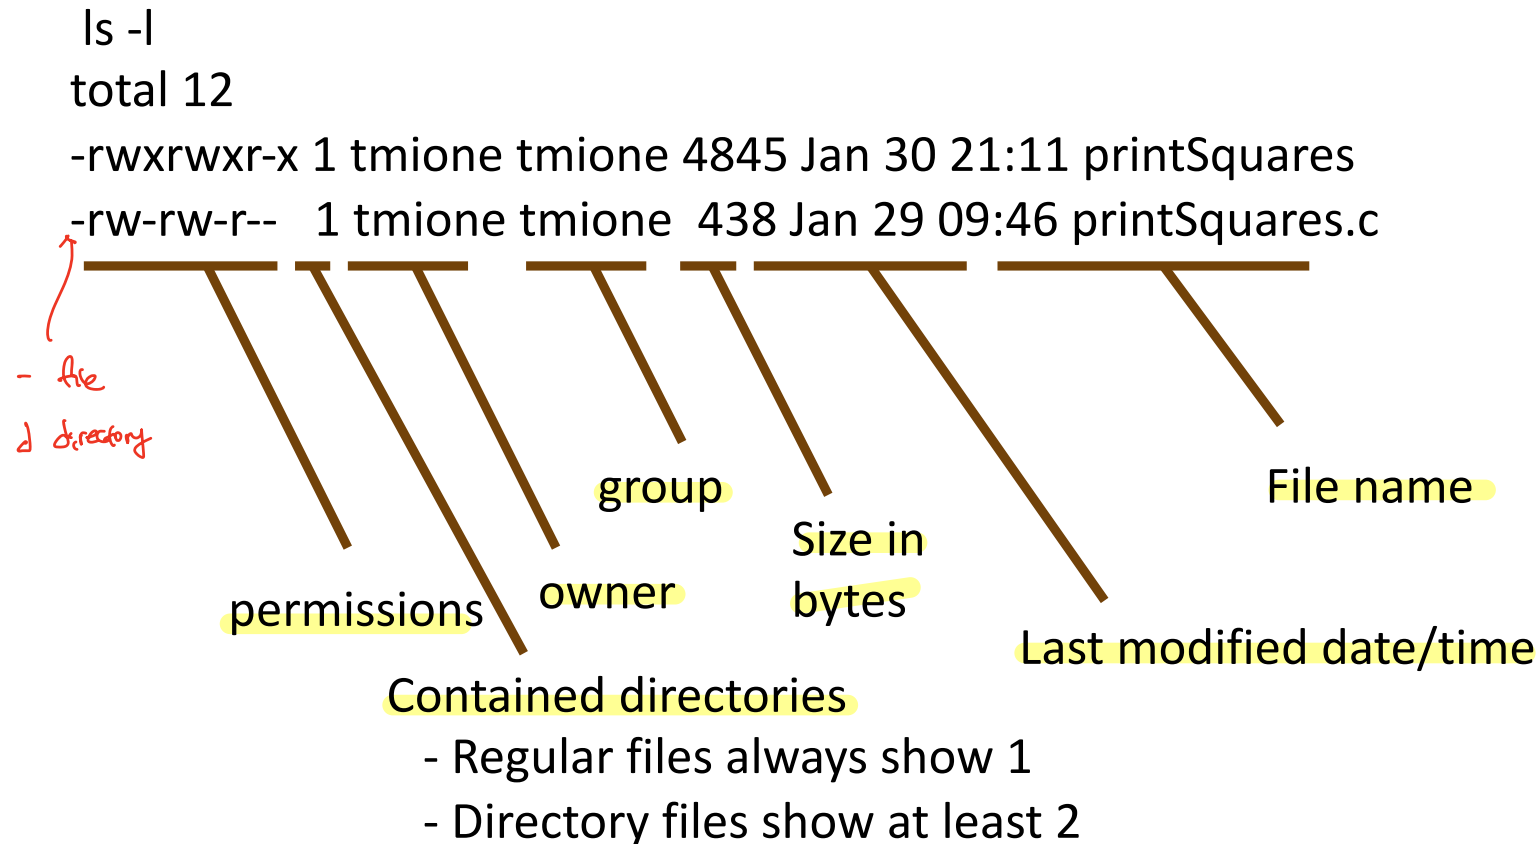 ls -l
total 12
-rwxrwxr-x 1 tmione tmione 4845 Jan 30 21:11 printSquares
-rw-rw-r-- 1 tmione tmione 438 Jan 29 09:46 printSquares.c
- file
d directory
group
File name
Size in
bytes
owner
permissions
Last modified date/time
Contained directories
- Regular files always show 1
- Directory files show at least 2